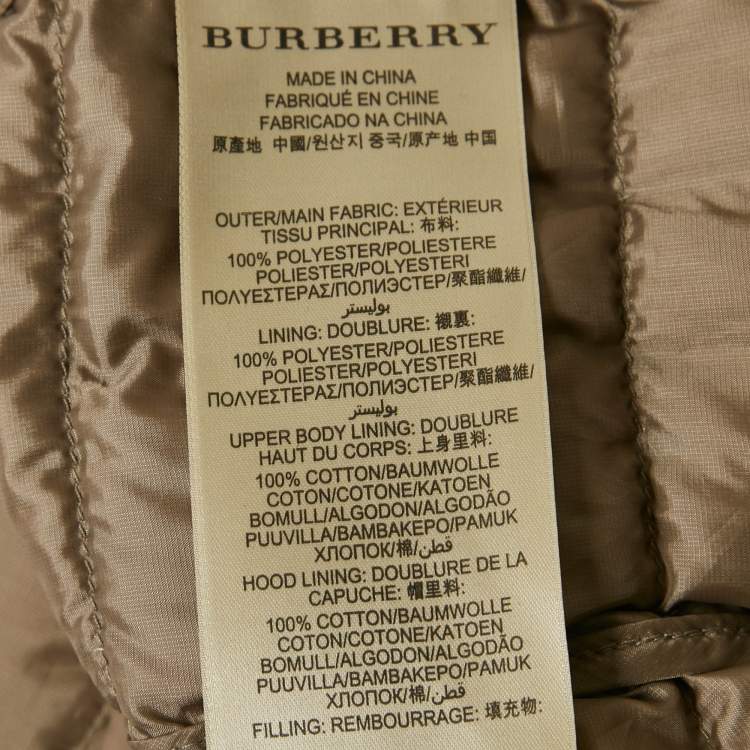 BURBERRY
MADE IN CHINA
FABRIQUÉ EN CHINE
FABRICADO NA CHINA
原產地 中國/원산지 중국/原产地 中国
OUTER/MAIN FABRIC: EXTÉRIEUR
TISSU PRINCIPAL: 布料:
100% POLYESTER/POLIESTERE
POLIESTER/POLYESTERI
ΠΟΛΥΕΣΤΕΡΑΣ/ПОЛИЭСТЕР/聚酯纖維/
بوليستر
LINING: DOUBLURE: 襯裏:
100% POLYESTER/POLIESTERE
POLIESTER/POLYESTERI
ΠΟΛΥΕΣΤΕΡΑΣ/ПОЛИЭСТЕР/聚酯纖維/
بوليستر
UPPER BODY LINING: DOUBLURE
HAUT DU CORPS: 上身里料:
100% COTTON/BAUMWOLLE
COTON/COTONE/KATOEN
BOMULL/ALGODON/ALGODÃO
PUUVILLA/ΒΑΜΒΑΚΕΡΟ/PAMUK
ХЛОПОК/棉/قطن/
HOOD LINING: DOUBLURE DE LA
CAPUCHE: 帽里料:
100% COTTON/BAUMWOLLE
COTON/COTONE/KATOEN
BOMULL/ALGODON/ALGODÃO
PUUVILLA/ΒΑΜΒΑΚΕΡΟ/PAMUK
ХЛОПОК/棉/قطن/
FILLING: REMBOURRAGE: 填充物: